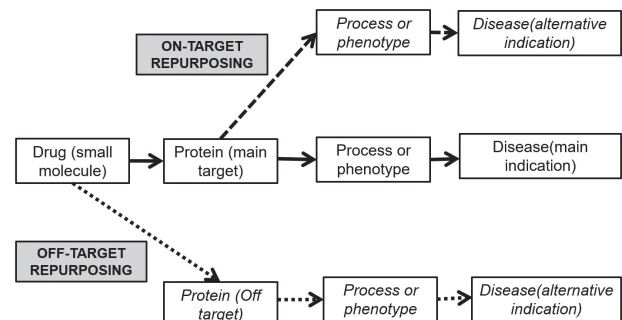 Process or
phenotype
Disease(alternative
indication)
ON-TARGET
REPURPOSING
Drug (small
molecule)
Protein (main
target)
Process or
phenotype
Disease(main
indication)
OFF-TARGET
REPURPOSING
Protein (Off
target)
Process or
phenotype
Disease(alternative
indication)